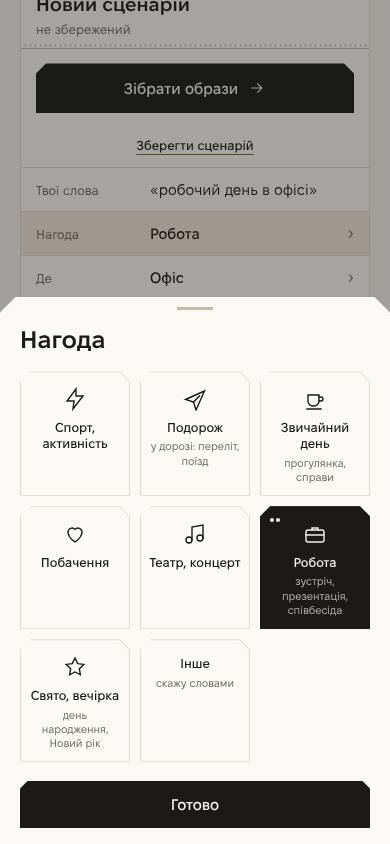 Новий сценарій
не збережений
Зібрати образи →
Зберегти сценарій
Твої слова «робочий день в офісі»
Нагода Робота ›
Де Офіс ›
Нагода
Спорт,
активність
Подорож
у дорозі: переліт,
поїзд
Звичайний
день
прогулянка,
справи
Побачення
Театр, концерт
Робота
зустріч,
презентація,
співбесіда
Свято, вечірка
день
народження,
Новий рік
Інше
скажу словами
Готово